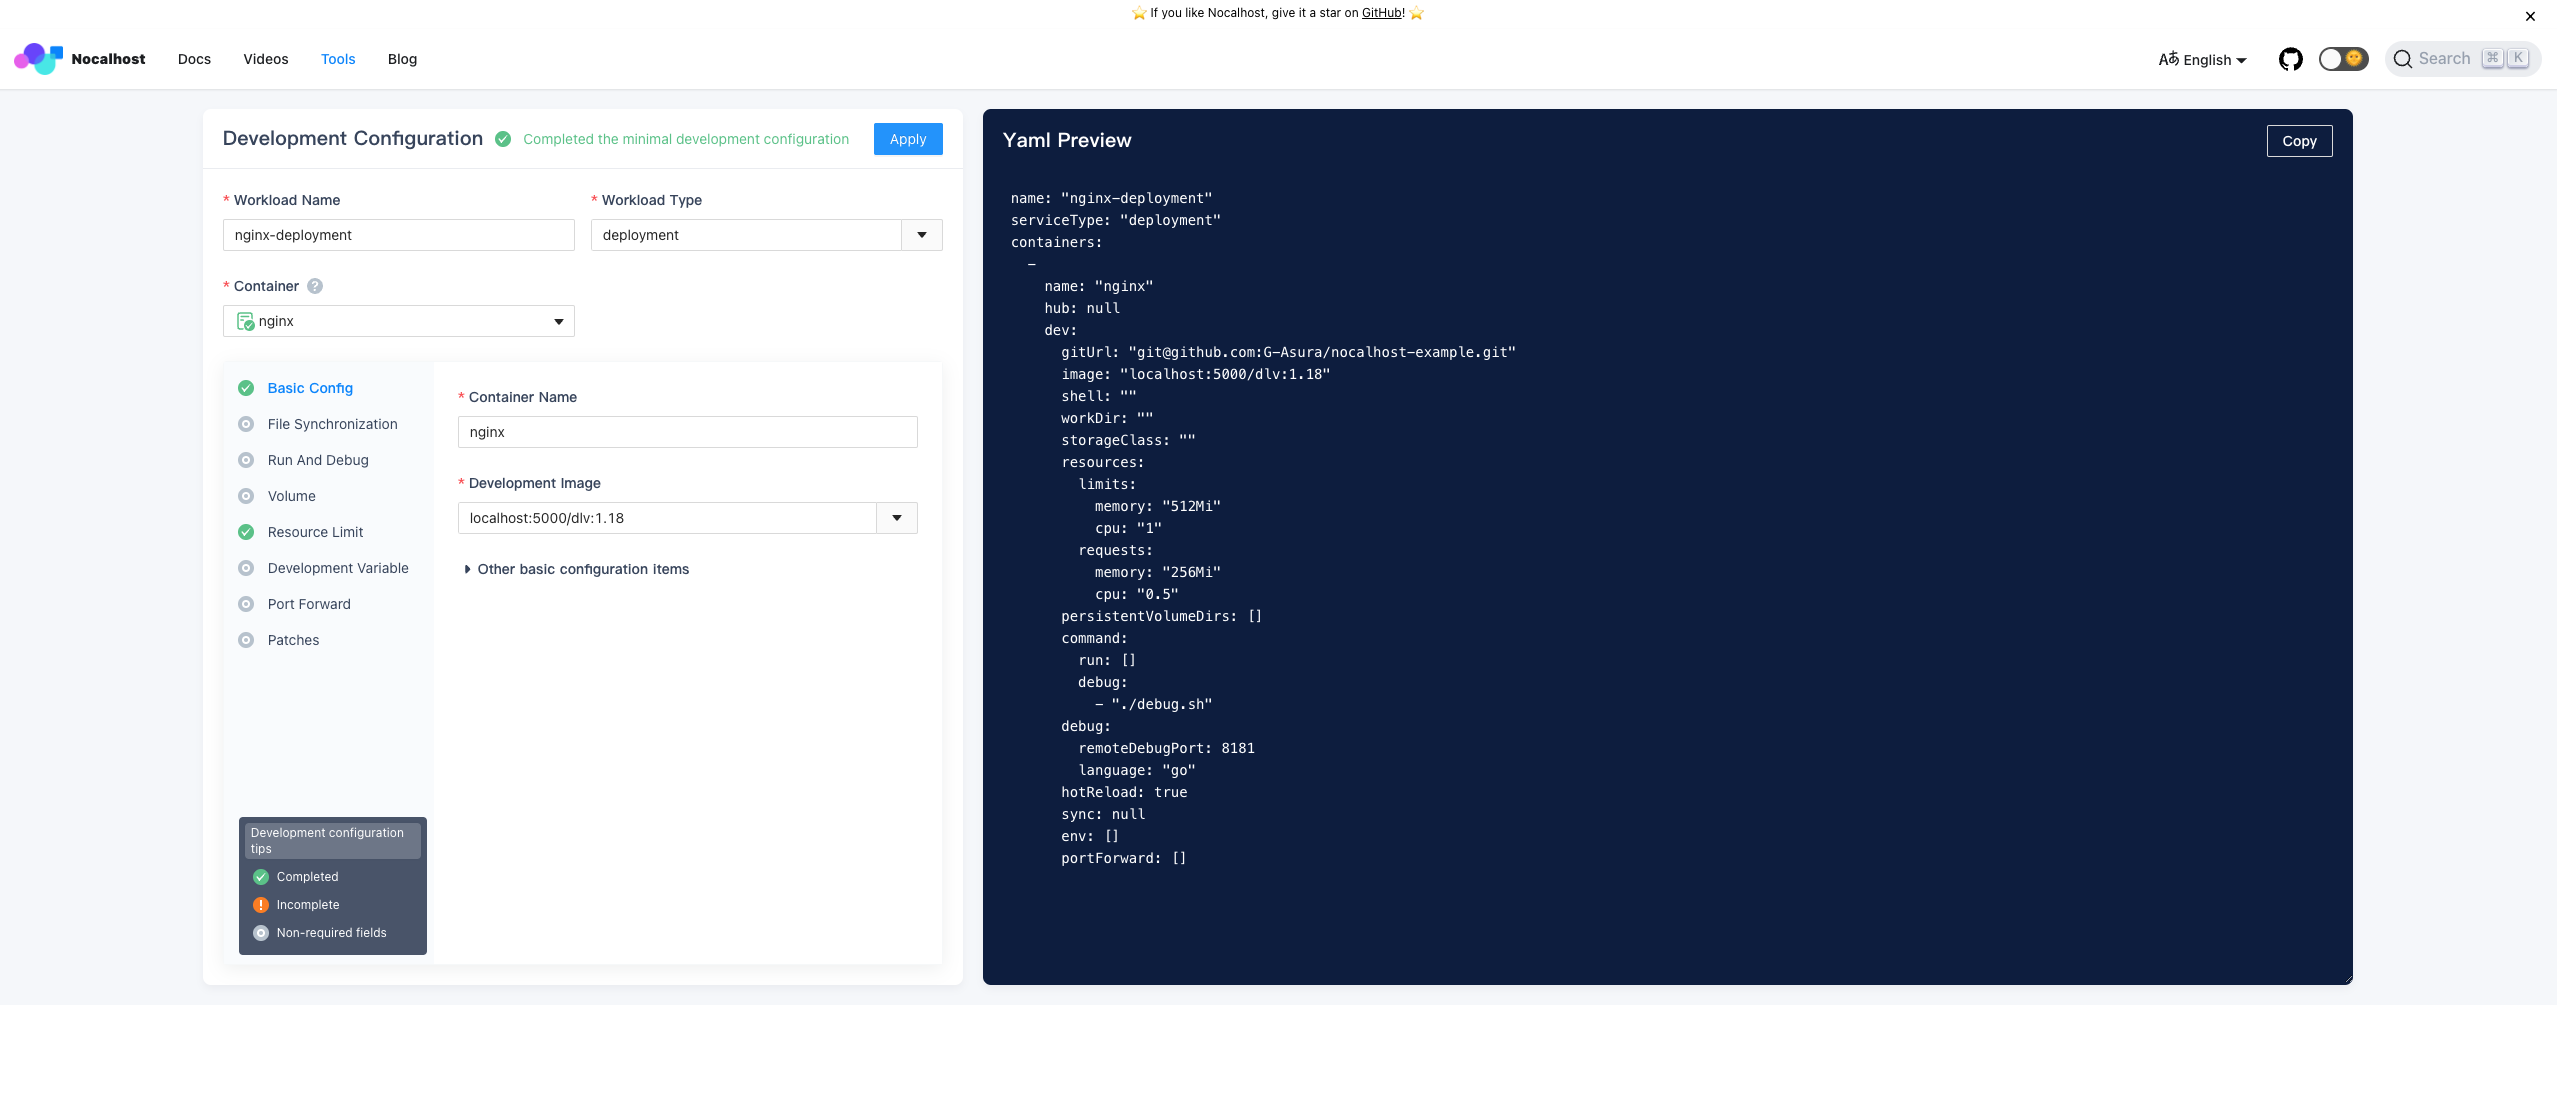 ⭐ If you like Nocalhost, give it a star on GitHub! ⭐
Nocalhost Docs Videos Tools Blog
English
Search ⌘ K
Development Configuration Completed the minimal development configuration Apply
* Workload Name
nginx-deployment
* Workload Type
deployment
* Container ?
nginx
Basic Config
File Synchronization
Run And Debug
Volume
Resource Limit
Development Variable
Port Forward
Patches
Development configuration
tips
Completed
Incomplete
Non-required fields
* Container Name
nginx
* Development Image
localhost:5000/dlv:1.18
Other basic configuration items
Yaml Preview
Copy
name: "nginx-deployment"
serviceType: "deployment"
containers:
-
name: "nginx"
hub: null
dev:
gitUrl: "git@github.com:G-Asura/nocalhost-example.git"
image: "localhost:5000/dlv:1.18"
shell: ""
workDir: ""
storageClass: ""
resources:
limits:
memory: "512Mi"
cpu: "1"
requests:
memory: "256Mi"
cpu: "0.5"
persistentVolumeDirs: []
command:
run: []
debug:
- "./debug.sh"
debug:
remoteDebugPort: 8181
language: "go"
hotReload: true
sync: null
env: []
portForward: []